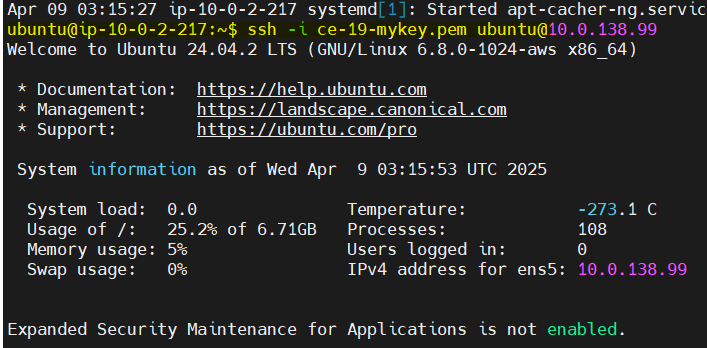 Apr 09 03:15:27 ip-10-0-2-217 systemd[1]: Started apt-cacher-ng.servic
ubuntu@ip-10-0-2-217:~$ ssh -i ce-19-mykey.pem ubuntu@10.0.138.99
Welcome to Ubuntu 24.04.2 LTS (GNU/Linux 6.8.0-1024-aws x86_64)

 * Documentation:  https://help.ubuntu.com
 * Management:     https://landscape.canonical.com
 * Support:        https://ubuntu.com/pro

 System information as of Wed Apr  9 03:15:53 UTC 2025

  System load:  0.0                Temperature:           -273.1 C
  Usage of /:   25.2% of 6.71GB   Processes:             108
  Memory usage: 5%                 Users logged in:       0
  Swap usage:   0%                 IPv4 address for ens5: 10.0.138.99

Expanded Security Maintenance for Applications is not enabled.